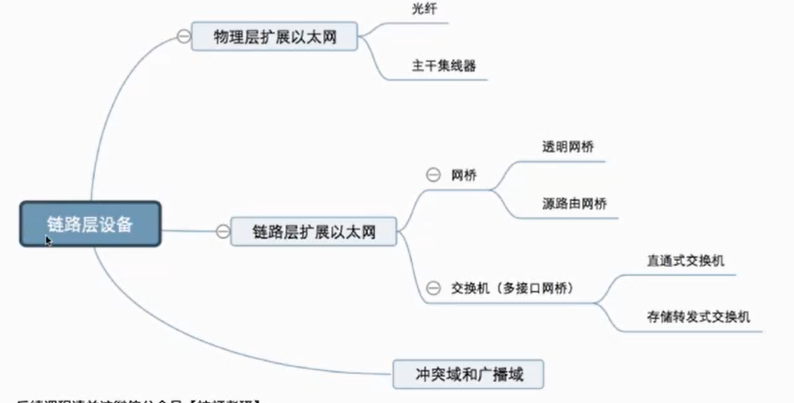 光纤
物理层扩展以太网
主干集线器
透明网桥
网桥
源路由网桥
链路层设备
链路层扩展以太网
直通式交换机
交换机（多接口网桥）
存储转发式交换机
冲突域和广播域